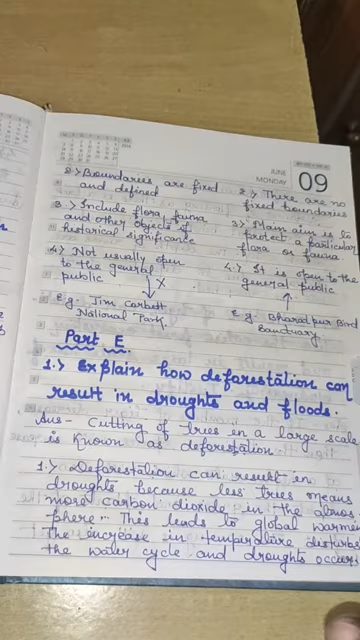 JUNE
MONDAY
09
2.) Boundaries are fixed
and defined
2.) There are no
fixed boundaries
3.) Include flora, fauna
and other objects of
historical significance
3.) Main aim is to
protect a particular
flora or fauna
4.) Not usually open
to the general
public
4.) It is open to the
general public
E.g. Jim Corbett
National Park.
E.g. Bharatpur Bird
Sanctuary
Part E
1.) Explain how deforestation can
result in droughts and floods.
Ans - Cutting of tries in a large scale
is known as deforestation.
1.) Deforestation can result in
droughts because less tries means
more carbon dioxide in the atmos-
phere. This leads to global warmin
The increase in temperature disturbs
the water cycle and droughts occurs